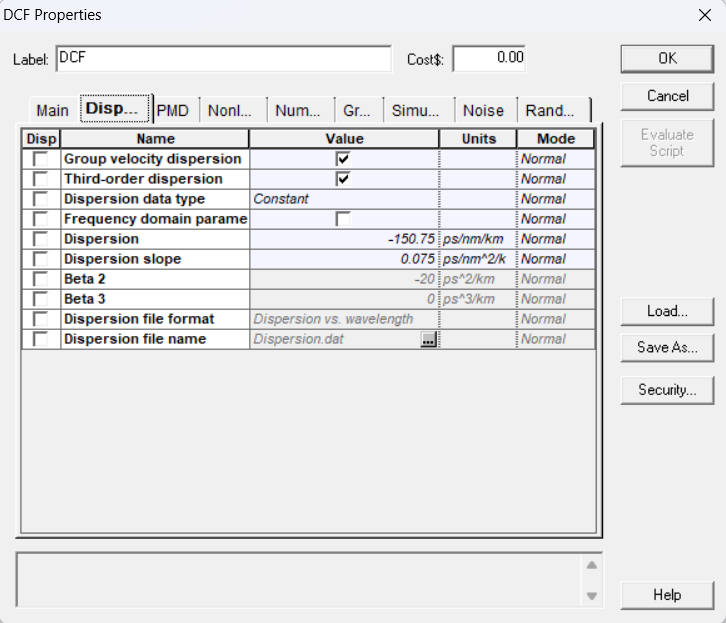 DCF Properties
Label: DCF Cost$: 0.00 OK
Cancel
Evaluate Script
Main Disp... PMD Nonl... Num... Gr... Simu... Noise Rand...
Disp Name Value Units Mode
Group velocity dispersion Normal
Third-order dispersion Normal
Dispersion data type Constant Normal
Frequency domain parame Normal
Dispersion -150.75 ps/nm/km Normal
Dispersion slope 0.075 ps/nm^2/k Normal
Beta 2 -20 ps^2/km Normal
Beta 3 0 ps^3/km Normal
Dispersion file format Dispersion vs. wavelength Normal
Dispersion file name Dispersion.dat ... Normal
Load...
Save As...
Security...
Help